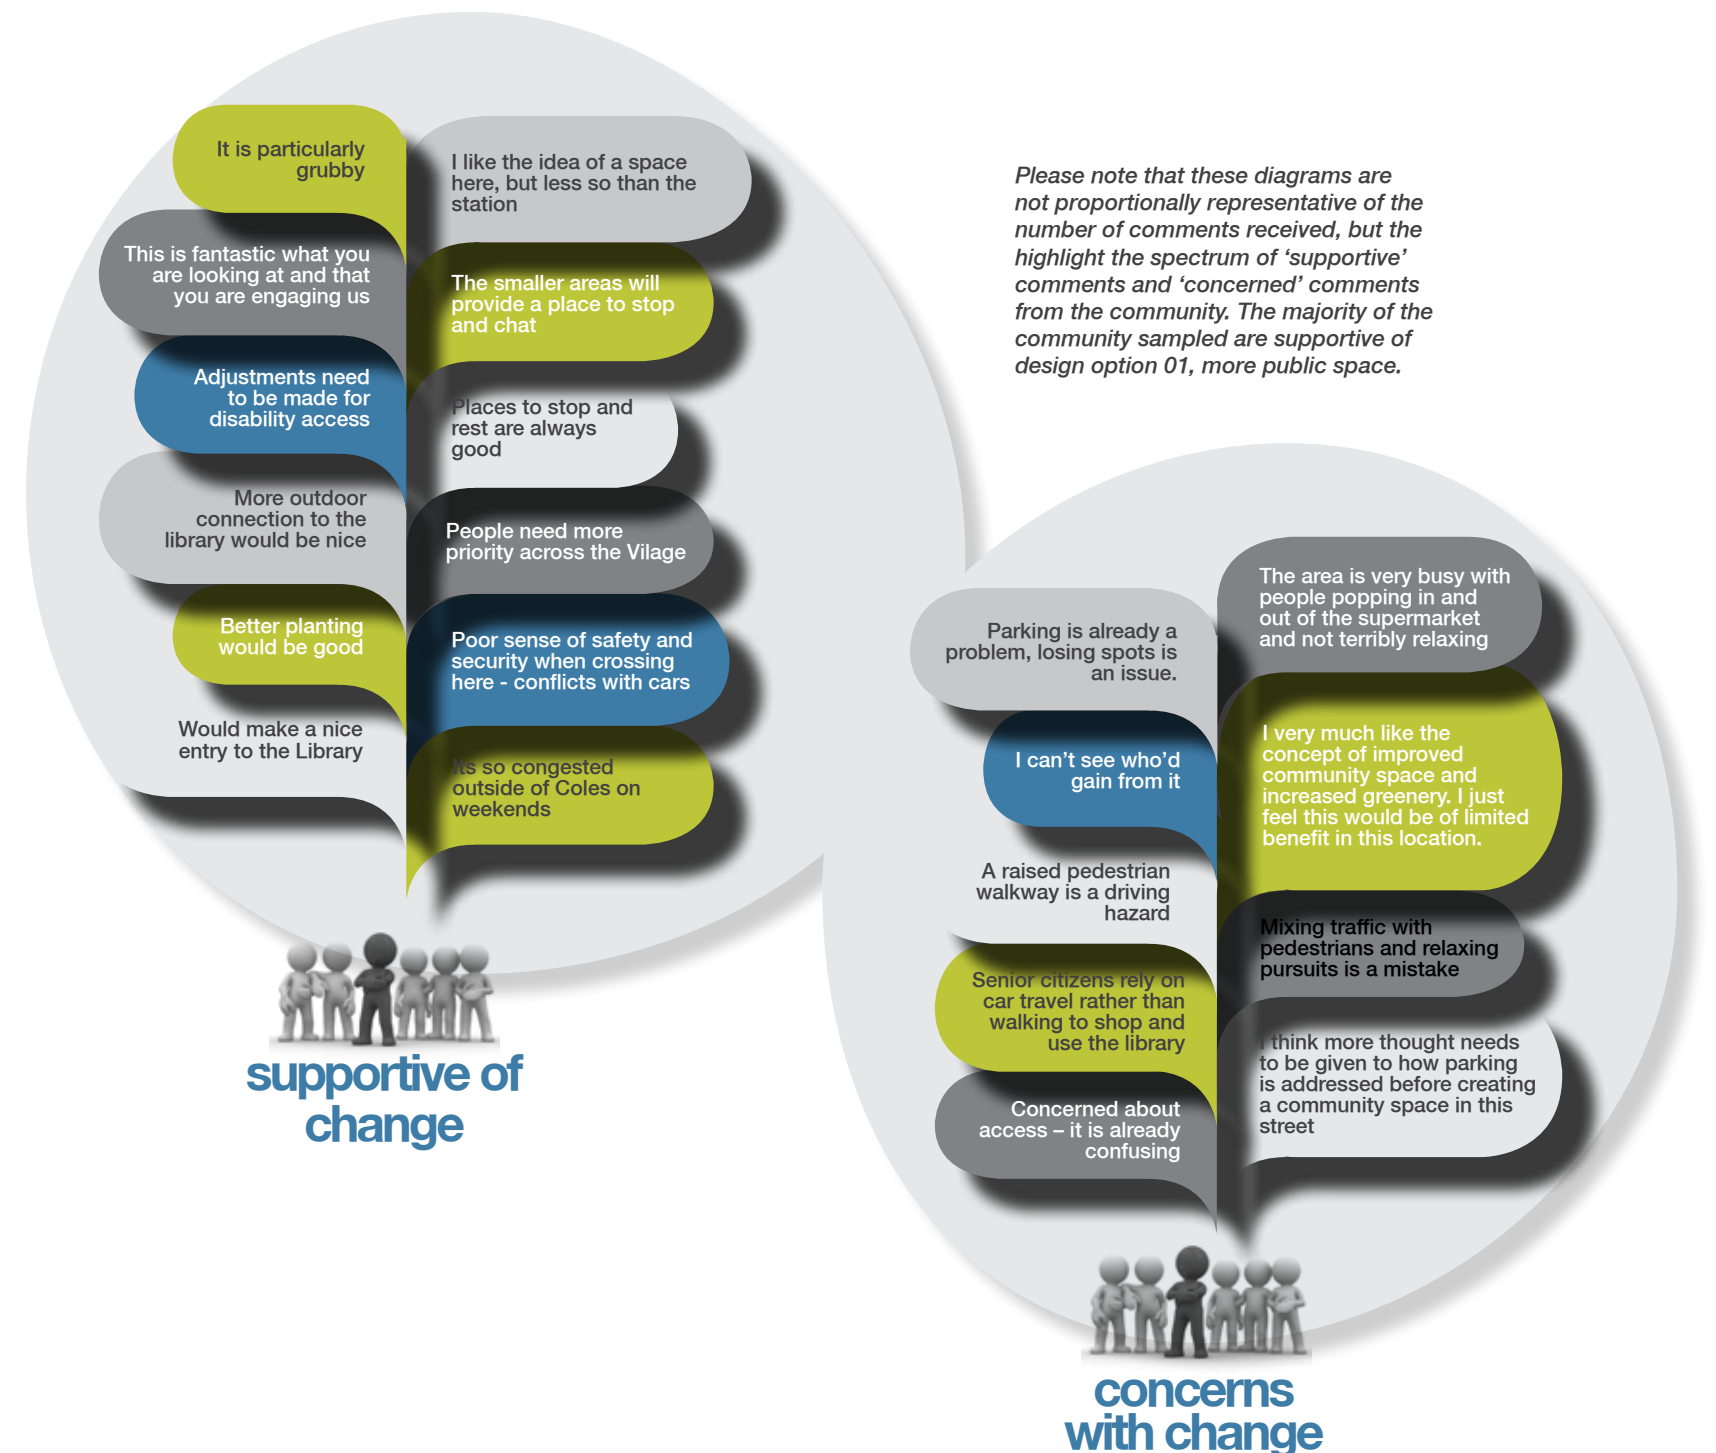 It is particularly
grubby
This is fantastic what you
are looking at and that
you are engaging us
Adjustments need
to be made for
disability access
More outdoor
connection to the
library would be nice
Better planting
would be good
Would make a nice
entry to the Library
I like the idea of a space
here, but less so than the
station
The smaller areas will
provide a place to stop
and chat
Places to stop and
rest are always
good
People need more
priority across the Vilage
Poor sense of safety and
security when crossing
here - conflicts with cars
Its so congested
outside of Coles on
weekends
supportive of
change
Please note that these diagrams are
not proportionally representative of the
number of comments received, but the
highlight the spectrum of ‘supportive’
comments and ‘concerned’ comments
from the community. The majority of the
community sampled are supportive of
design option 01, more public space.
Parking is already a
problem, losing spots is
an issue.
I can’t see who’d
gain from it
A raised pedestrian
walkway is a driving
hazard
Senior citizens rely on
car travel rather than
walking to shop and
use the library
Concerned about
access – it is already
confusing
The area is very busy with
people popping in and
out of the supermarket
and not terribly relaxing
I very much like the
concept of improved
community space and
increased greenery. I just
feel this would be of limited
benefit in this location.
Mixing traffic with
pedestrians and relaxing
pursuits is a mistake
I think more thought needs
to be given to how parking
is addressed before creating
a community space in this
street
concerns
with change